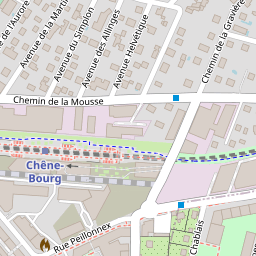 de l'Aurore
Avenue de la Martin
Avenue du Simplon
Avenue des Allinges
Avenue Helvétique
Chemin de la Gravière
Chemin de la Mousse
Chêne-
Bourg
Rue Peillonnex
Chablais